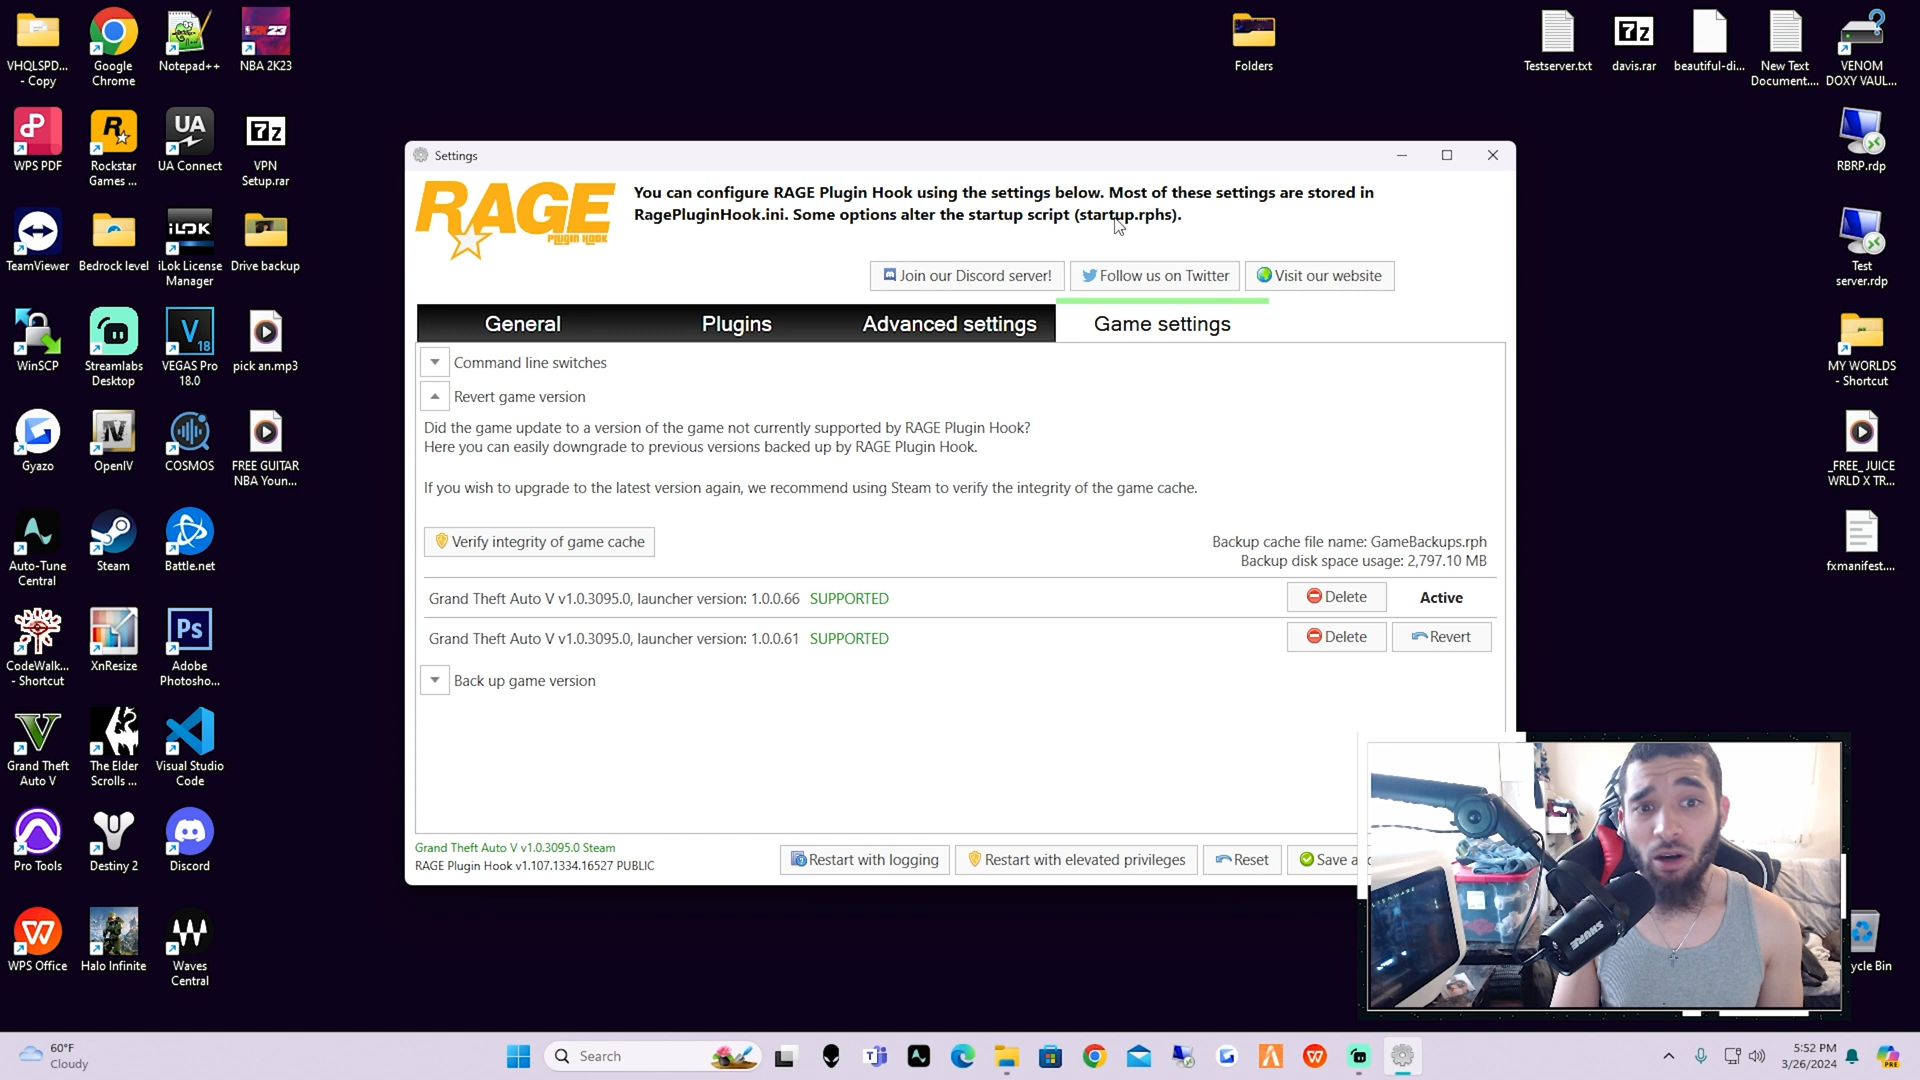 VHQLSPD...
- Copy
Google
Chrome
Notepad++
NBA 2K23
Folders
Testserver.txt
davis.rar
beautiful-di...
New Text
Document....
VENOM
DOXY VAUL...
WPS PDF
Rockstar
Games ...
UA Connect
VPN
Setup.rar
RBRP.rdp
TeamViewer
Bedrock level
iLok License
Manager
Drive backup
Test
server.rdp
WinSCP
Streamlabs
Desktop
VEGAS Pro
18.0
pick an.mp3
MY WORLDS
- Shortcut
Gyazo
OpenIV
COSMOS
FREE GUITAR
NBA Youn...
_FREE_ JUICE
WRLD X TR...
Auto-Tune
Central
Steam
Battle.net
fxmanifest....
CodeWalk...
- Shortcut
XnResize
Adobe
Photosho...
Grand Theft
Auto V
The Elder
Scrolls ...
Visual Studio
Code
Pro Tools
Destiny 2
Discord
WPS Office
Halo Infinite
Waves
Central
ycle Bin
Settings
RAGE
PLUGIN HOOK
You can configure RAGE Plugin Hook using the settings below. Most of these settings are stored in
RagePluginHook.ini. Some options alter the startup script (startup.rphs).
Join our Discord server!
Follow us on Twitter
Visit our website
General
Plugins
Advanced settings
Game settings
Command line switches
Revert game version
Did the game update to a version of the game not currently supported by RAGE Plugin Hook?
Here you can easily downgrade to previous versions backed up by RAGE Plugin Hook.
If you wish to upgrade to the latest version again, we recommend using Steam to verify the integrity of the game cache.
Verify integrity of game cache
Backup cache file name: GameBackups.rph
Backup disk space usage: 2,797.10 MB
Grand Theft Auto V v1.0.3095.0, launcher version: 1.0.0.66 SUPPORTED
Delete
Active
Grand Theft Auto V v1.0.3095.0, launcher version: 1.0.0.61 SUPPORTED
Delete
Revert
Back up game version
Grand Theft Auto V v1.0.3095.0 Steam
RAGE Plugin Hook v1.107.1334.16527 PUBLIC
Restart with logging
Restart with elevated privileges
Reset
Save a
SHURE
60°F
Cloudy
Search
5:52 PM
3/26/2024